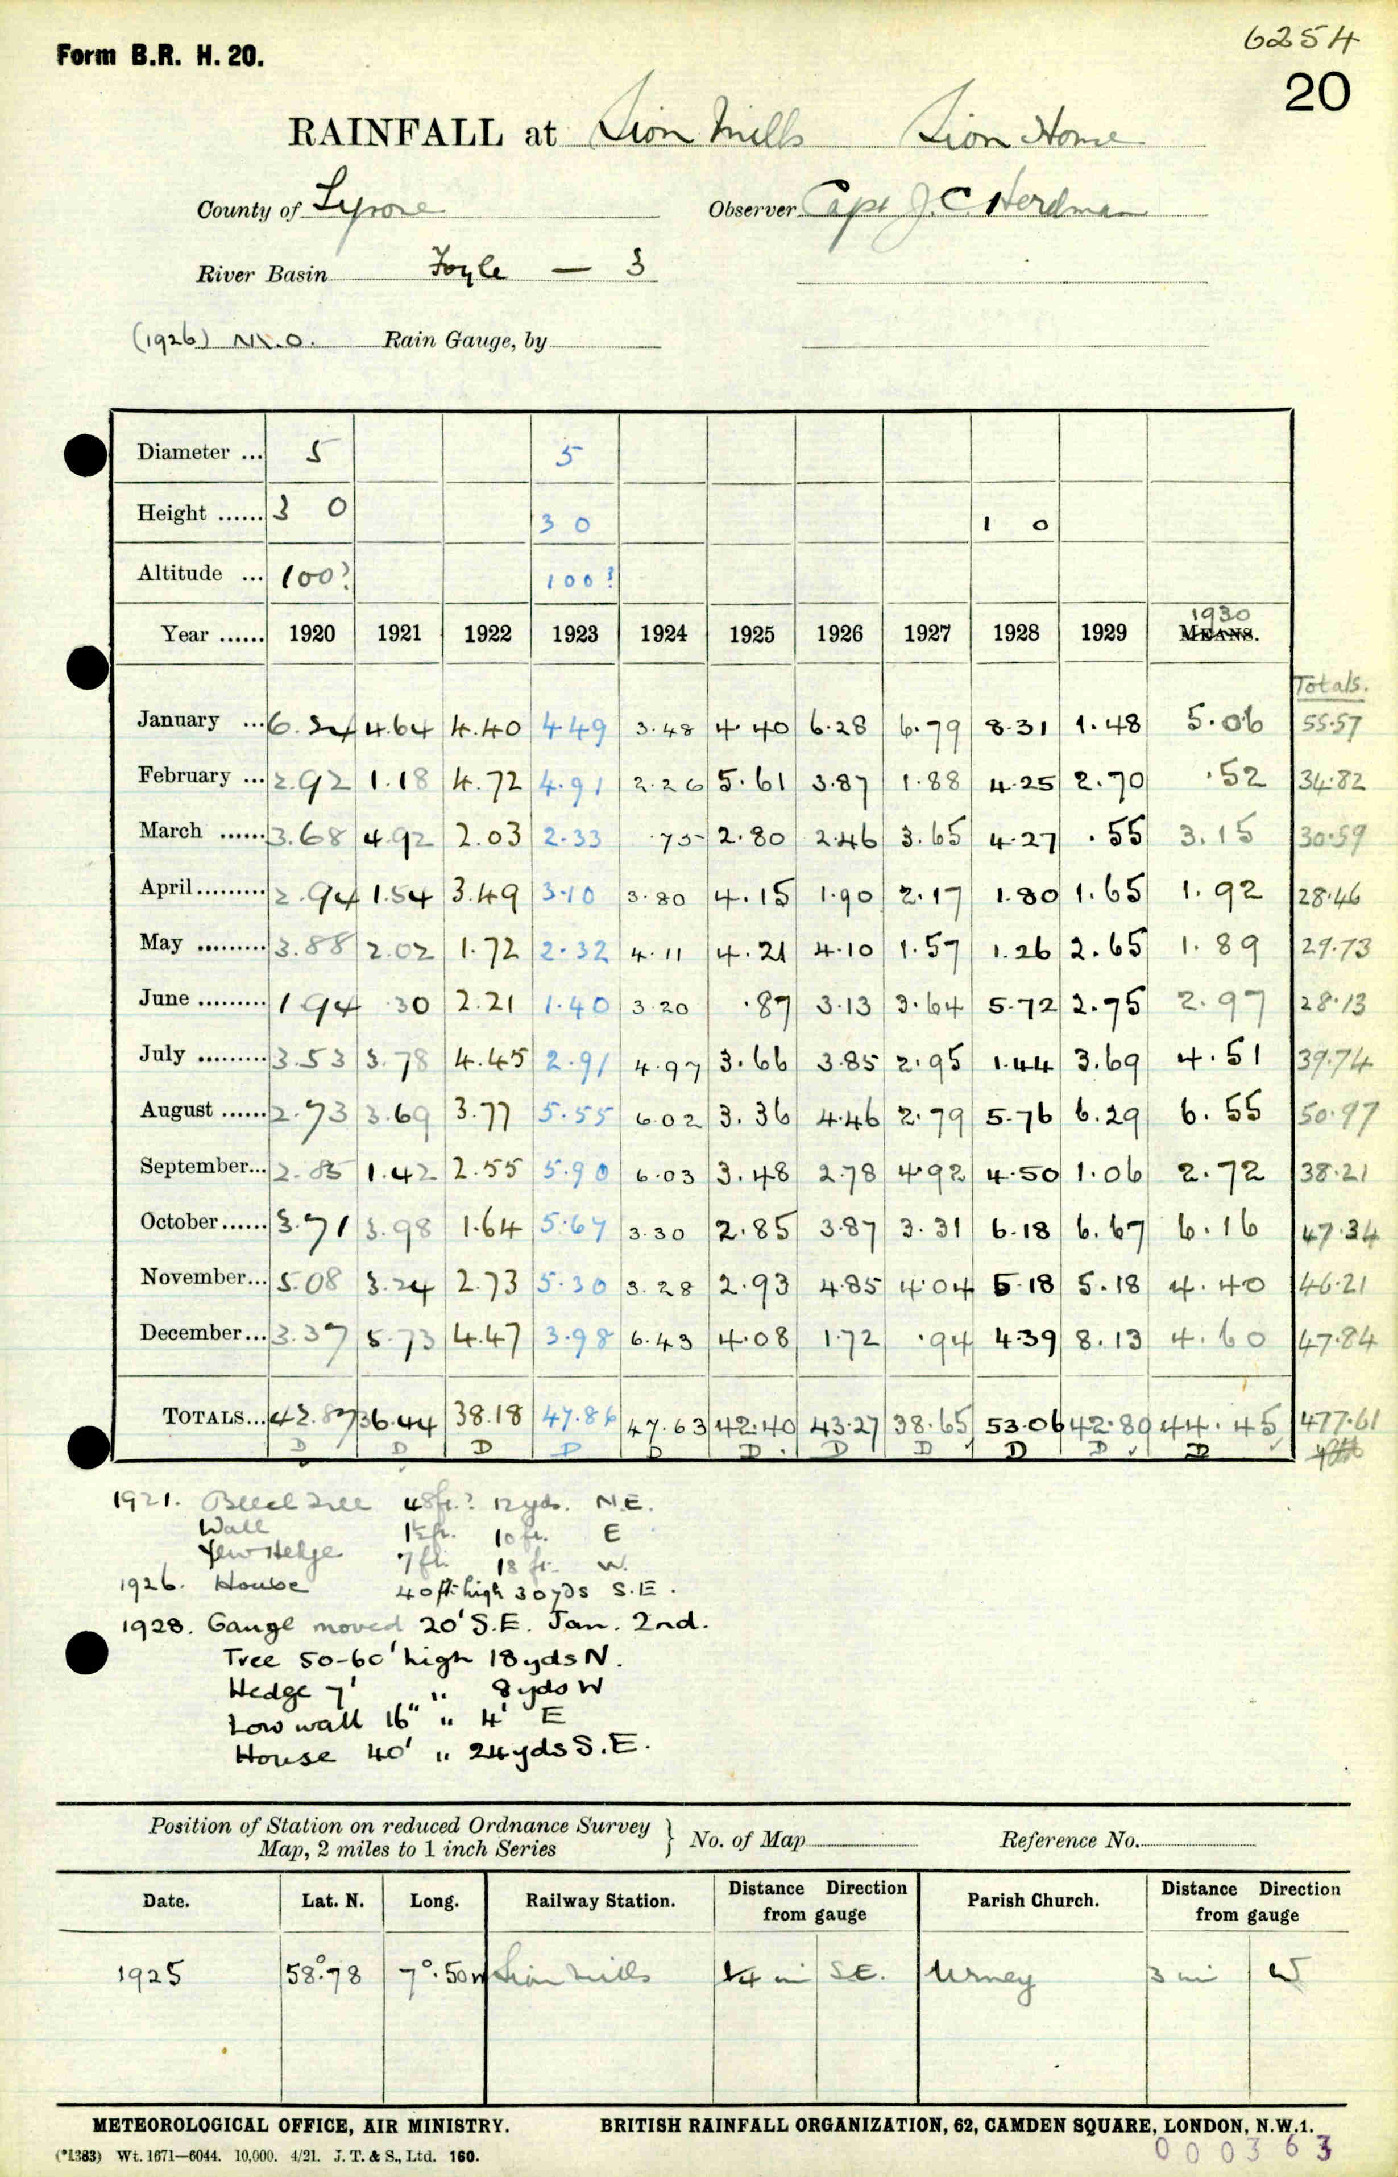 6254
Form B.R. H. 20.
20
RAINFALL at Sion Mills Sion House
County of Tyrone Observer Capt J.C. Herdman
River Basin Foyle — 3
(1926) M.O. Rain Gauge, by
Diameter ... 5 5
Height ...... 3 0 3 0 1 0
Altitude ... 100? 100?
1930
Year ...... 1920 1921 1922 1923 1924 1925 1926 1927 1928 1929 MEANS.
Totals.
January ... 6.24 4.64 4.40 4.49 3.48 4.40 6.28 6.79 8.31 1.48 5.06 55.57
February ... 2.92 1.18 4.72 4.91 2.26 5.61 3.87 1.88 4.25 2.70 .52 34.82
March ...... 3.68 4.92 2.03 2.33 .75 2.80 2.46 3.65 4.27 .55 3.15 30.59
April ......... 2.94 1.54 3.49 3.10 3.80 4.15 1.90 2.17 1.80 1.65 1.92 28.46
May ......... 3.88 2.02 1.72 2.32 4.11 4.21 4.10 1.57 1.26 2.65 1.89 29.73
June ......... 1.94 .30 2.21 1.40 3.20 .87 3.13 3.64 5.72 2.75 2.97 28.13
July ......... 3.53 3.78 4.45 2.91 4.97 3.66 3.85 2.95 1.44 3.69 4.51 39.74
August ...... 2.73 3.69 3.77 5.55 6.02 3.36 4.46 2.79 5.76 6.29 6.55 50.97
September... 2.85 1.42 2.55 5.90 6.03 3.48 2.78 4.92 4.50 1.06 2.72 38.21
October...... 3.71 3.98 1.64 5.67 3.30 2.85 3.87 3.31 6.18 6.67 6.16 47.34
November... 5.08 3.24 2.73 5.30 3.28 2.93 4.85 4.04 5.18 5.18 4.40 46.21
December... 3.37 5.73 4.47 3.98 6.43 4.08 1.72 .94 4.39 8.13 4.60 47.84
TOTALS... 42.87 36.44 38.18 47.86 47.63 42.40 43.27 38.65 53.06 42.80 44.45 477.61
D D D D D D D D D D D
1921. Beech Tree 48ft.? 12yds. N.E.
Wall 1½ft. 10 ft. E
Yew Hedge 7 ft. 18 ft. W.
1926. House 40 ft. high 30 yds S.E.
1928. Gauge moved 20' S.E. Jan. 2nd.
Tree 50-60' high 18 yds N.
Hedge 7' " 8 yds W
Low wall 16" " 4' E
House 40' " 24 yds S.E.
Position of Station on reduced Ordnance Survey Map, 2 miles to 1 inch Series } No. of Map Reference No.
Date. Lat. N. Long. Railway Station. Distance Direction from gauge Parish Church. Distance Direction from gauge
1925 58°.78 7°.50W Sion Mills ¼ mi S.E. Urney 3 mi W
METEOROLOGICAL OFFICE, AIR MINISTRY. BRITISH RAINFALL ORGANIZATION, 62, CAMDEN SQUARE, LONDON, N.W.1.
(*1383) Wt. 1671—6044. 10,000. 4/21. J. T. & S., Ltd. 160.
000363